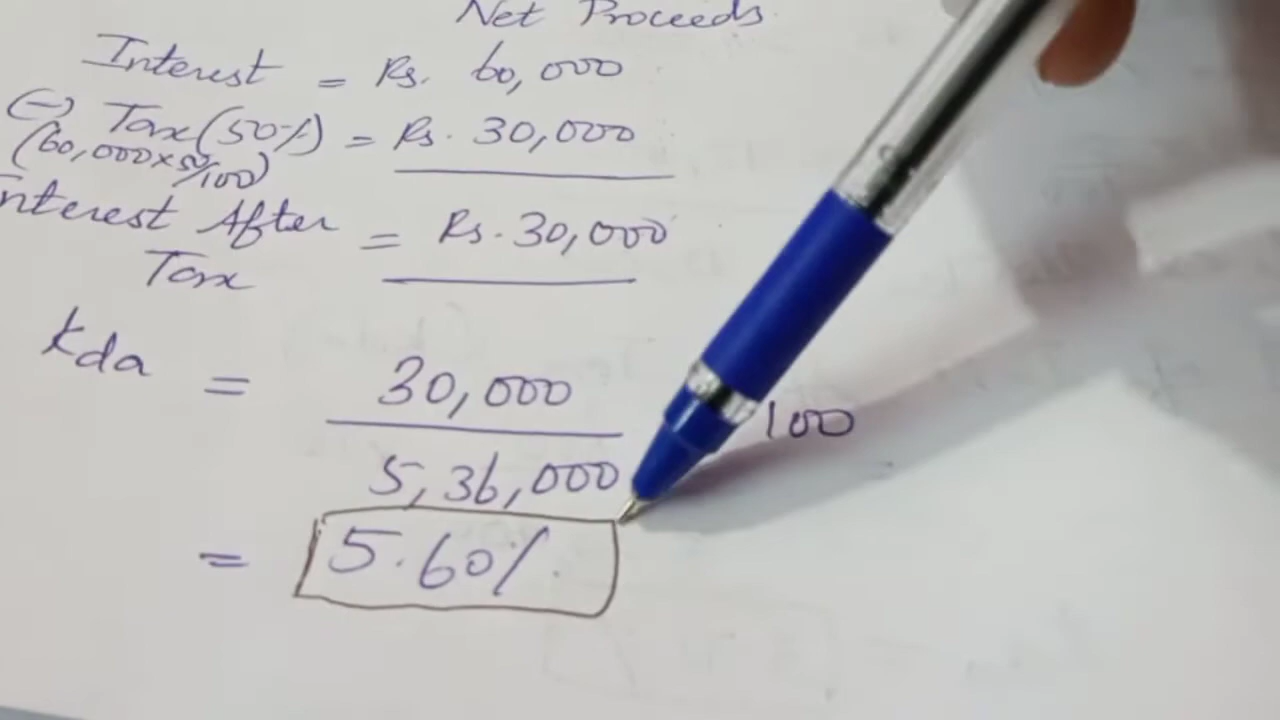 Net Proceeds
Interest = Rs. 60,000
(-) Tax (50%) = Rs. 30,000
(60,000 x 50/100)
Interest After = Rs. 30,000
Tax
Kda = 30,000 100
5,36,000
= 5.60%